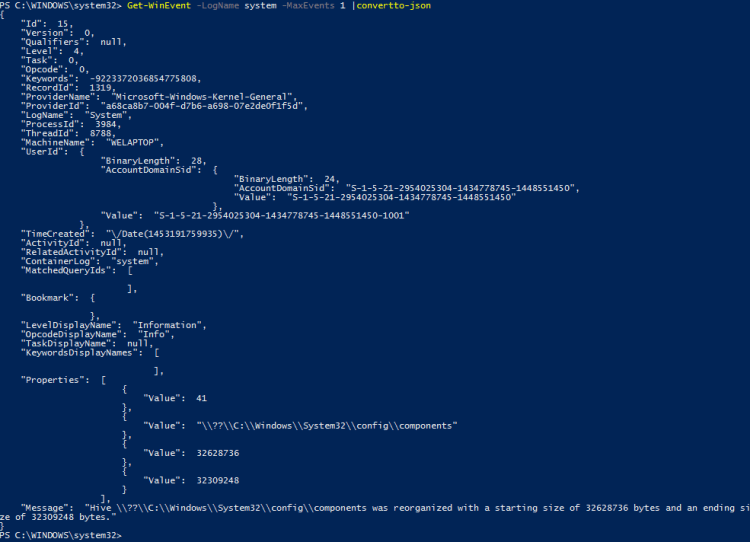 PS C:\WINDOWS\system32> Get-WinEvent -LogName system -MaxEvents 1 |convertto-json
{
"Id": 15,
"Version": 0,
"Qualifiers": null,
"Level": 4,
"Task": 0,
"Opcode": 0,
"Keywords": -9223372036854775808,
"RecordId": 1319,
"ProviderName": "Microsoft-Windows-Kernel-General",
"ProviderId": "a68ca8b7-004f-d7b6-a698-07e2de0f1f5d",
"LogName": "System",
"ProcessId": 3984,
"ThreadId": 8788,
"MachineName": "WELAPTOP",
"UserId": {
"BinaryLength": 28,
"AccountDomainSid": {
"BinaryLength": 24,
"AccountDomainSid": "S-1-5-21-2954025304-1434778745-1448551450",
"Value": "S-1-5-21-2954025304-1434778745-1448551450"
},
"Value": "S-1-5-21-2954025304-1434778745-1448551450-1001"
},
"TimeCreated": "\/Date(1453191759935)\/",
"ActivityId": null,
"RelatedActivityId": null,
"ContainerLog": "system",
"MatchedQueryIds": [
],
"Bookmark": {
},
"LevelDisplayName": "Information",
"OpcodeDisplayName": "Info",
"TaskDisplayName": null,
"KeywordsDisplayNames": [
],
"Properties": [
{
"Value": 41
},
{
"Value": "\\??\\C:\\Windows\\System32\\config\\components"
},
{
"Value": 32628736
},
{
"Value": 32309248
}
],
"Message": "Hive \\??\\C:\\Windows\\System32\\config\\components was reorganized with a starting size of 32628736 bytes and an ending si
ze of 32309248 bytes."
}
PS C:\WINDOWS\system32>